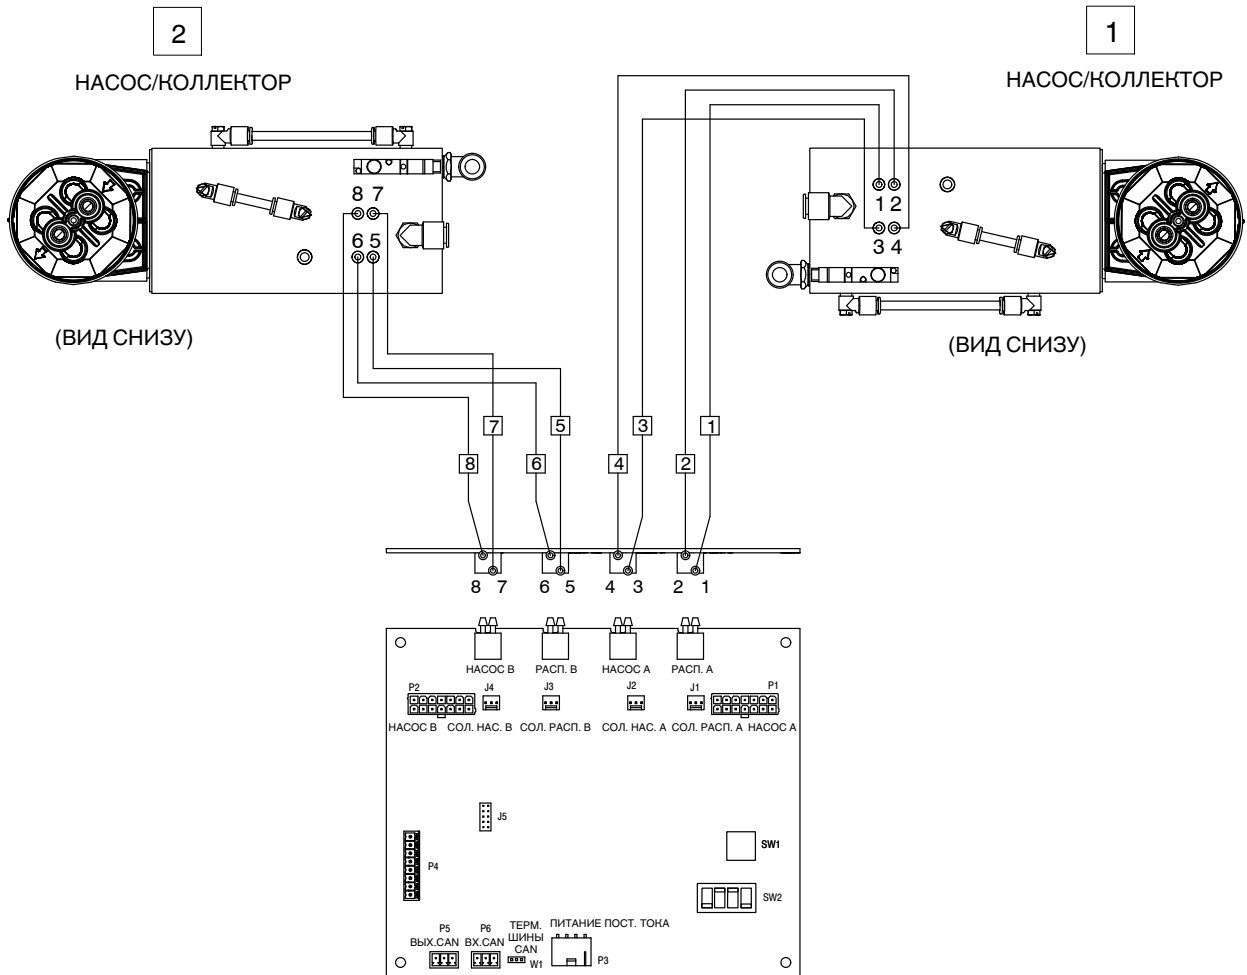 2
1
НАСОС/КОЛЛЕКТОР
НАСОС/КОЛЛЕКТОР
8 7
6 5
1 2
3 4
(ВИД СНИЗУ)
(ВИД СНИЗУ)
7
5
3
1
8
6
4
2
8 7 6 5 4 3 2 1
НАСОС B РАСП. B НАСОС A РАСП. A
P2 J4 J3 J2 J1 P1
НАСОС B СОЛ. НАС. B СОЛ. РАСП. B СОЛ. НАС. A СОЛ. РАСП. A НАСОС A
J5
SW1
P4
SW2
P5
ВЫХ.CAN
P6
ВХ.CAN
ТЕРМ.
ШИНЫ
CAN
W1
ПИТАНИЕ ПОСТ. ТОКА
P3